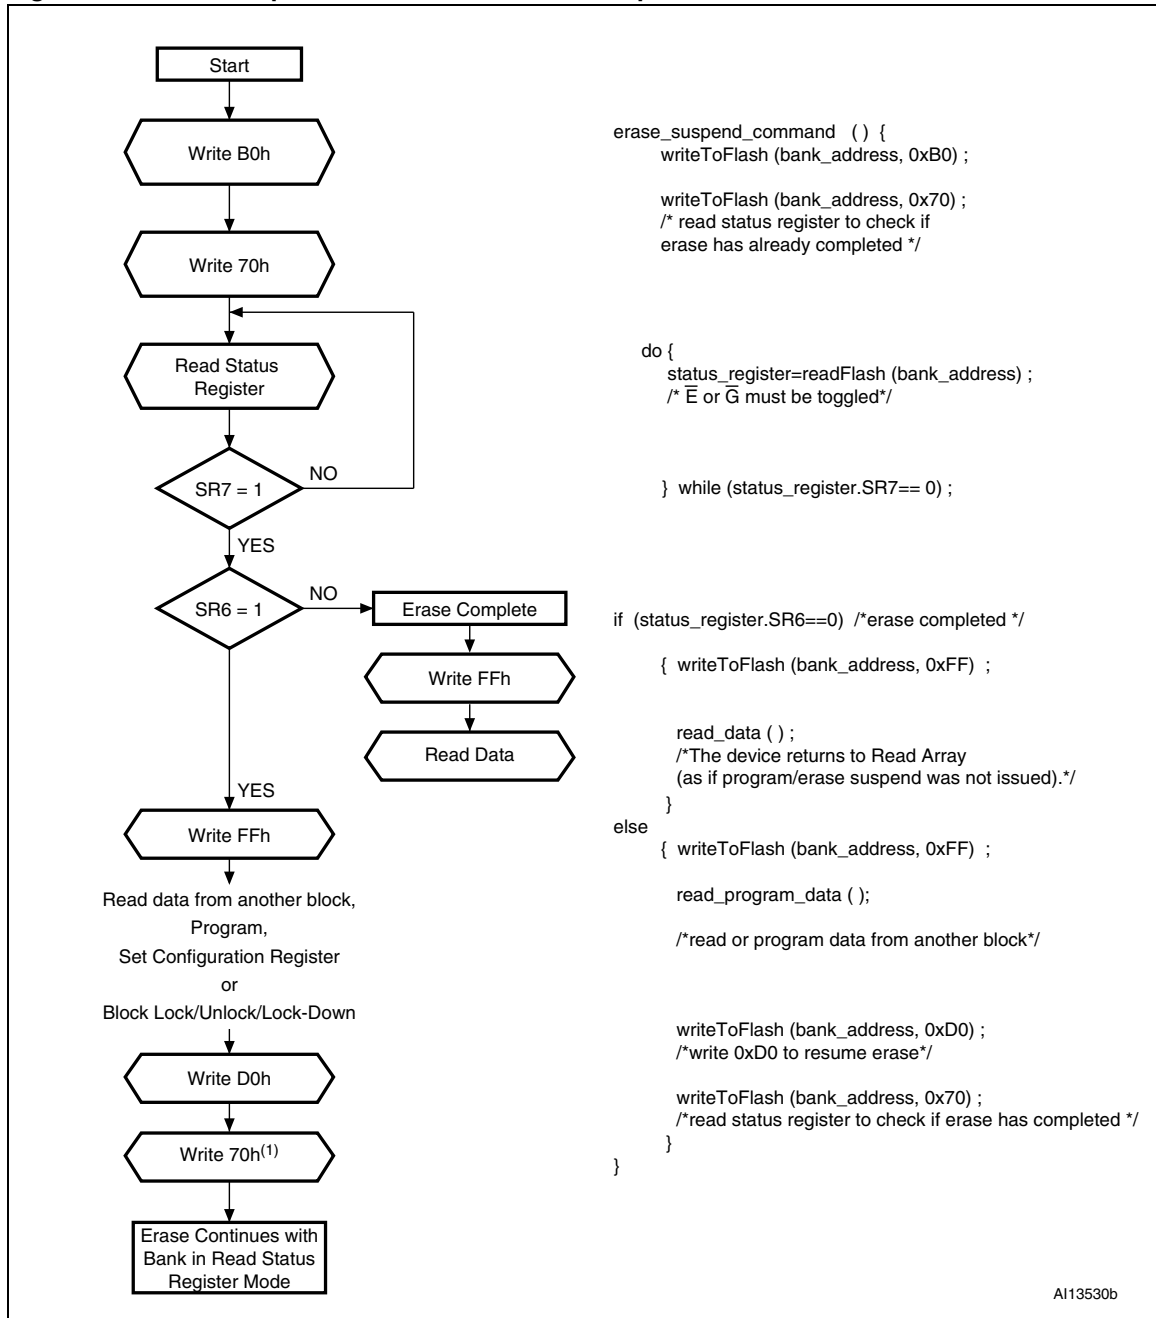 Start
Write B0h
Write 70h
Read Status
Register
SR7 = 1
NO
YES
SR6 = 1
NO
Erase Complete
Write FFh
Read Data
YES
Write FFh
Read data from another block,
Program,
Set Configuration Register
or
Block Lock/Unlock/Lock-Down
Write D0h
Write 70h(1)
Erase Continues with
Bank in Read Status
Register Mode
erase_suspend_command ( ) {
writeToFlash (bank_address, 0xB0) ;
writeToFlash (bank_address, 0x70) ;
/* read status register to check if
erase has already completed */
do {
status_register=readFlash (bank_address) ;
/* E̅ or G̅ must be toggled*/
} while (status_register.SR7== 0) ;
if (status_register.SR6==0) /*erase completed */
{ writeToFlash (bank_address, 0xFF) ;
read_data ( ) ;
/*The device returns to Read Array
(as if program/erase suspend was not issued).*/
}
else
{ writeToFlash (bank_address, 0xFF) ;
read_program_data ( );
/*read or program data from another block*/
writeToFlash (bank_address, 0xD0) ;
/*write 0xD0 to resume erase*/
writeToFlash (bank_address, 0x70) ;
/*read status register to check if erase has completed */
}
}
AI13530b